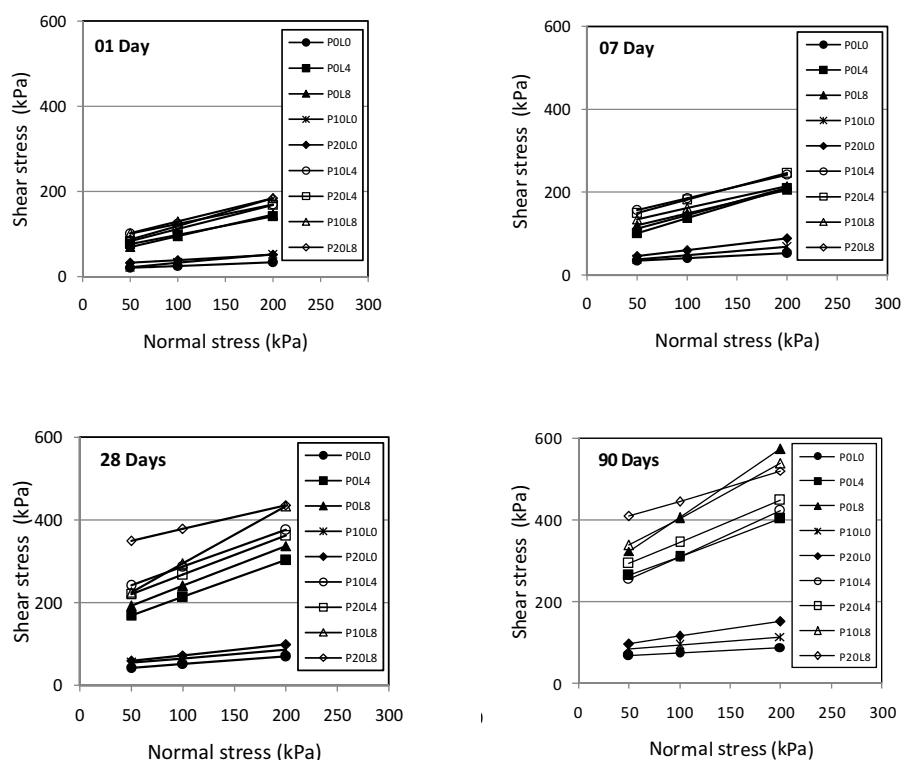 01 Day
Shear stress (kPa)
600
400
200
0
0 50 100 150 200 250 300
Normal stress (kPa)
P0L0
P0L4
P0L8
P10L0
P20L0
P10L4
P20L4
P10L8
P20L8
07 Day
Shear stress (kPa)
600
400
200
0
0 50 100 150 200 250 300
Normal stress (kPa)
P0L0
P0L4
P0L8
P10L0
P20L0
P10L4
P20L4
P10L8
P20L8
28 Days
Shear stress (kPa)
600
400
200
0
0 50 100 150 200 250 300
Normal stress (kPa)
P0L0
P0L4
P0L8
P10L0
P20L0
P10L4
P20L4
P10L8
P20L8
90 Days
Shear stress (kPa)
600
400
200
0
0 50 100 150 200 250 300
Normal stress (kPa)
P0L0
P0L4
P0L8
P10L0
P20L0
P10L4
P20L4
P10L8
P20L8